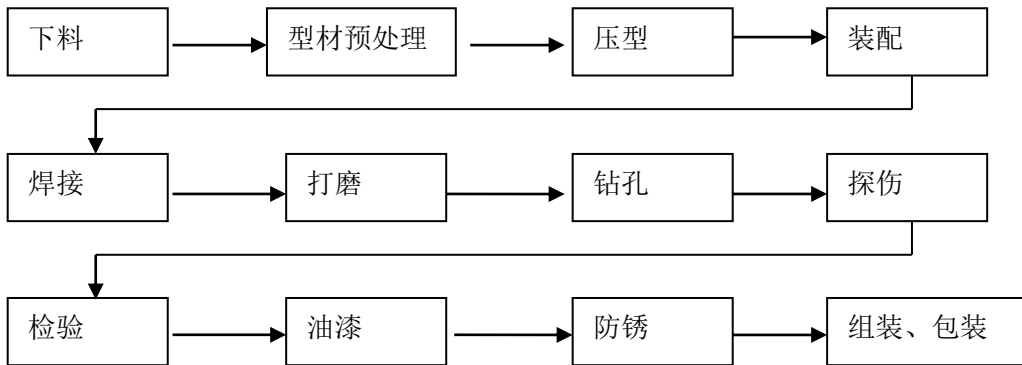 下料
型材预处理
压型
装配
焊接
打磨
钻孔
探伤
检验
油漆
防锈
组装、包装